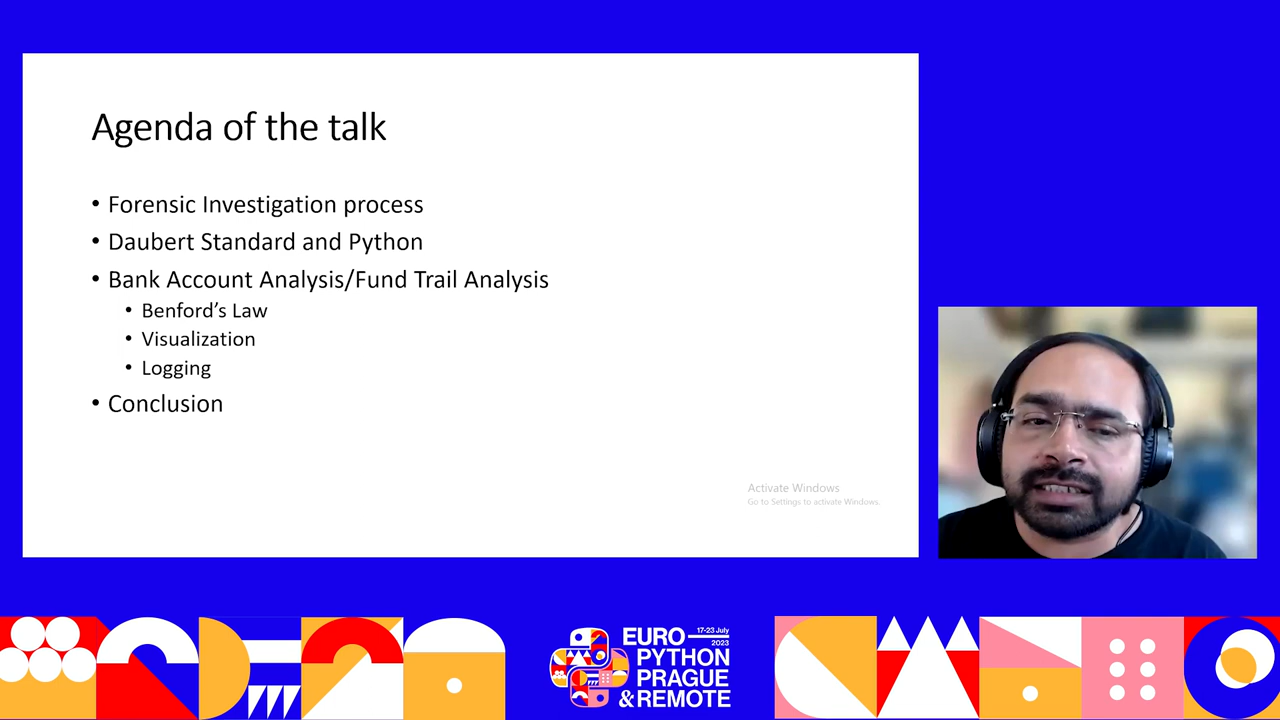 Agenda of the talk
• Forensic Investigation process
• Daubert Standard and Python
• Bank Account Analysis/Fund Trail Analysis
• Benford’s Law
• Visualization
• Logging
• Conclusion
Activate Windows
Go to Settings to activate Windows.
EURO 17-23 July
2023
PYTHON
PRAGUE
& REMOTE